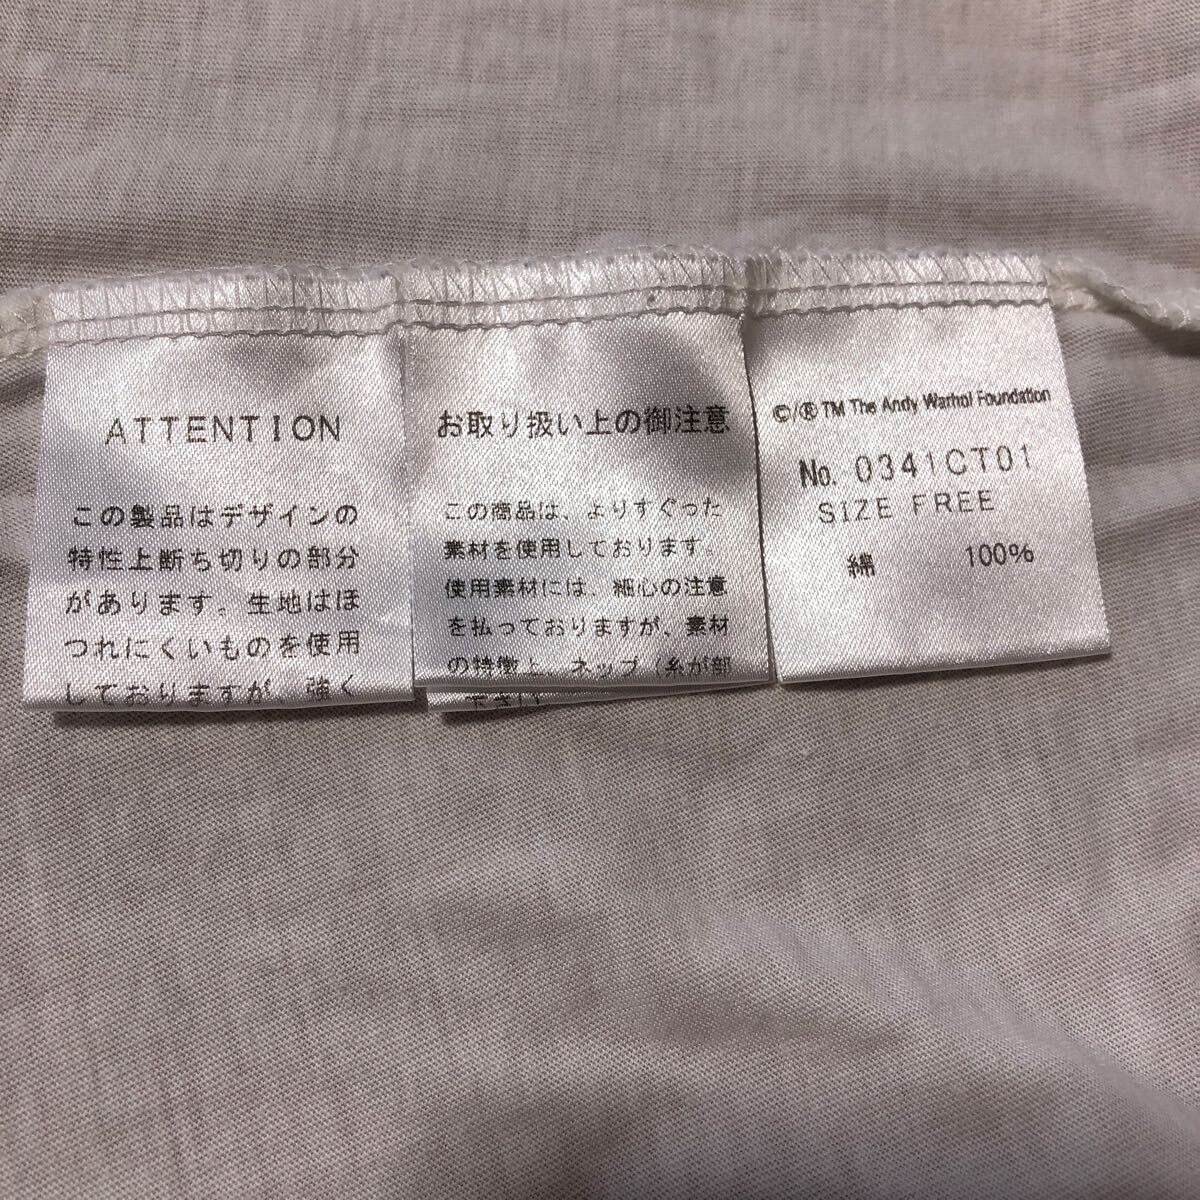 ATTENTION
この製品はデザインの
特性上断ち切りの部分
があります。生地はほ
つれにくいものを使用
しておりますが、強く
お取り扱い上の御注意
この商品は、よりすぐった
素材を使用しております。
使用素材には、細心の注意
を払っておりますが、素材
の特徴上、ネップ（糸が部
下さい
©/® TM The Andy Warhol Foundation
No. 0341CT01
SIZE FREE
綿 100%